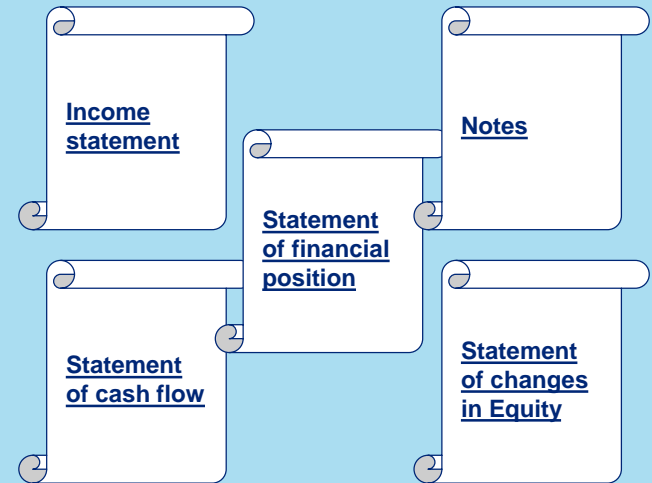 Income
statement
Notes
Statement
of financial
position
Statement
of cash flow
Statement
of changes
in Equity